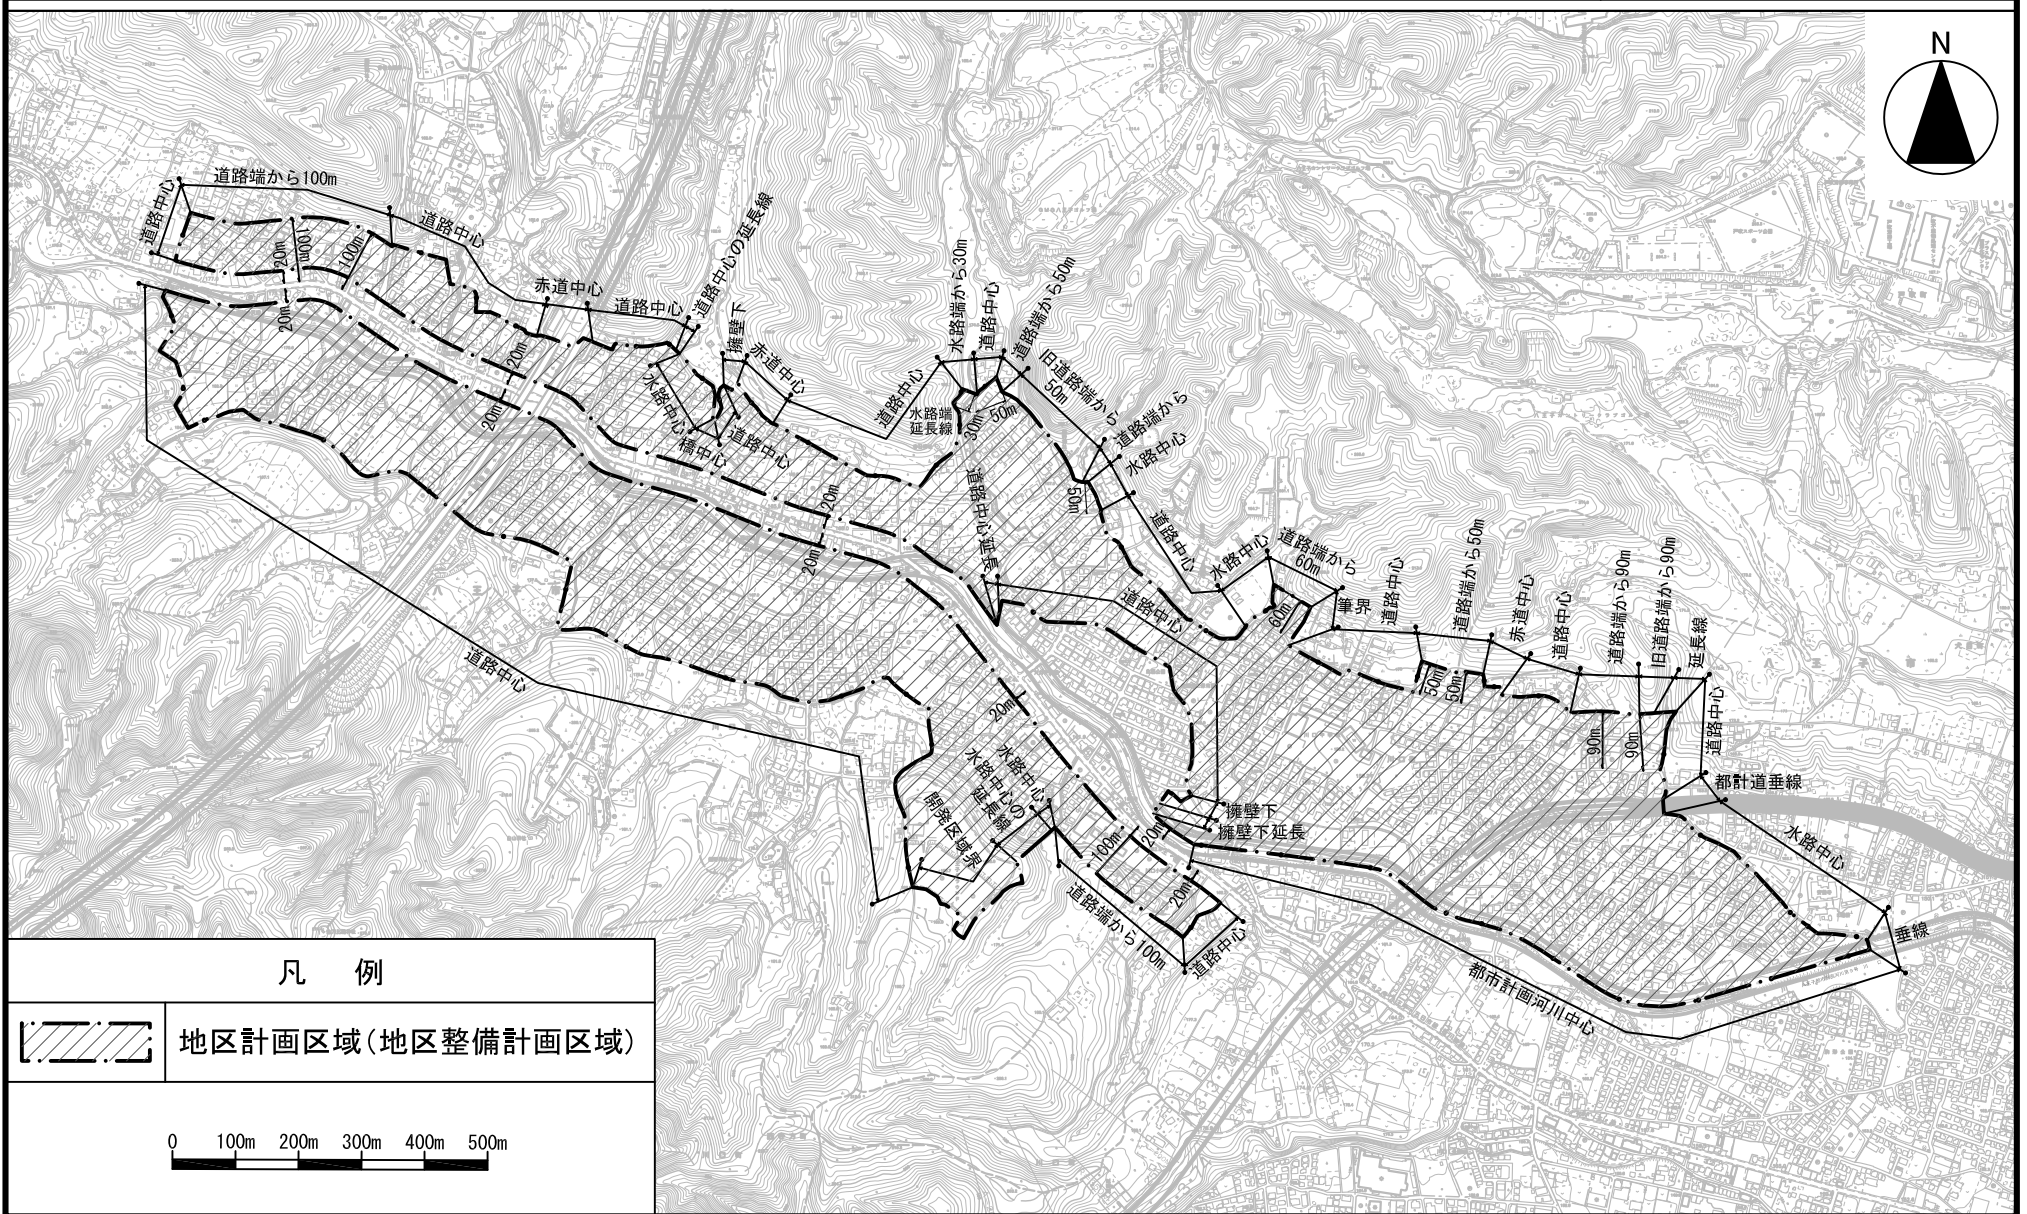 N
道路端から100m
道路中心
道路中心
20m
100m
100m
20m
赤道中心
道路中心
道路中心の延長線
擁壁下
赤道中心
水路中心
橋中心
道路中心
20m
20m
道路中心
水路端から30m
道路中心
道路端から50m
旧道路端から
50m
道路端から
水路中心
水路端
延長線
30m
50m
50m
道路中心延長
20m
20m
道路中心
道路中心
水路中心
道路端から
60m
60m
筆界
道路中心
道路端から50m
赤道中心
道路中心
道路端から90m
旧道路端から90m
延長線
50m
50m
90m
90m
道路中心
都計道垂線
水路中心
垂線
道路中心
20m
水路中心
水路中心の
延長線
開発区域界
擁壁下
擁壁下延長
100m
20m
20m
道路端から100m
道路中心
都市計画河川中心
八王子市
凡　例
地区計画区域(地区整備計画区域)
0 100m 200m 300m 400m 500m